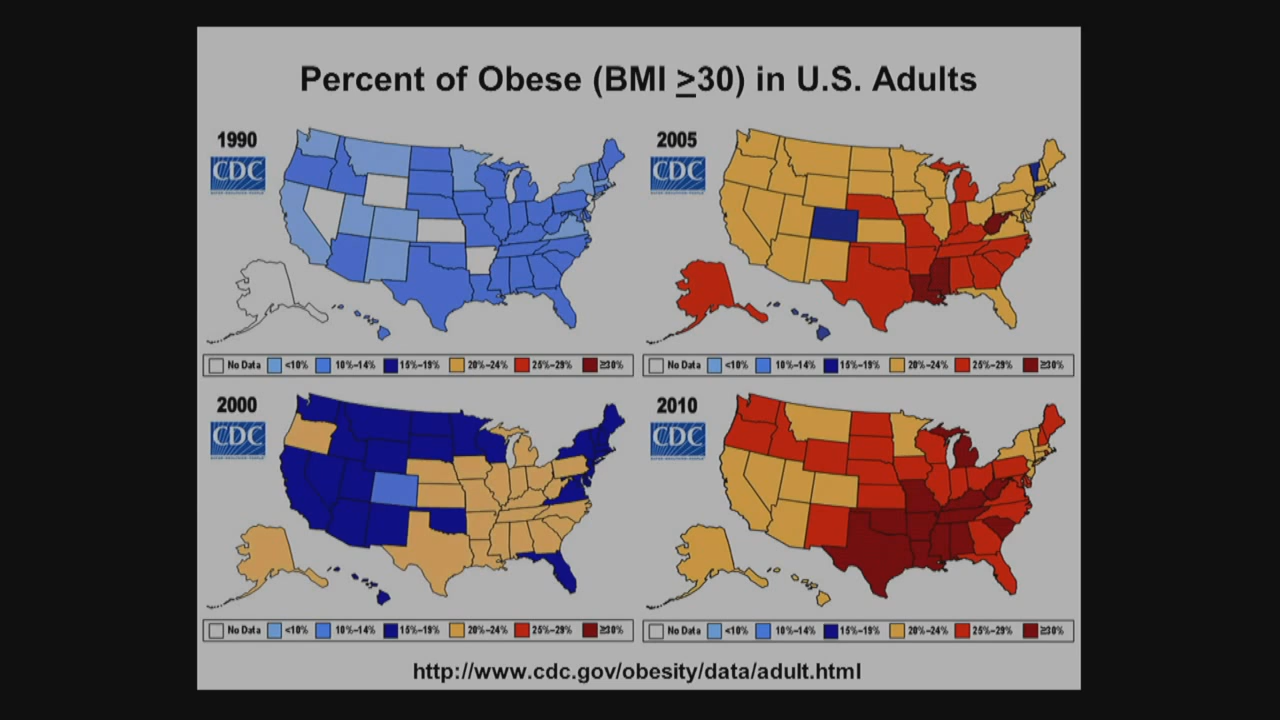 Percent of Obese (BMI ≥30) in U.S. Adults
1990
CDC
No Data <10% 10%–14% 15%–19% 20%–24% 25%–29% ≥30%
2005
CDC
No Data <10% 10%–14% 15%–19% 20%–24% 25%–29% ≥30%
2000
CDC
No Data <10% 10%–14% 15%–19% 20%–24% 25%–29% ≥30%
2010
CDC
No Data <10% 10%–14% 15%–19% 20%–24% 25%–29% ≥30%
http://www.cdc.gov/obesity/data/adult.html